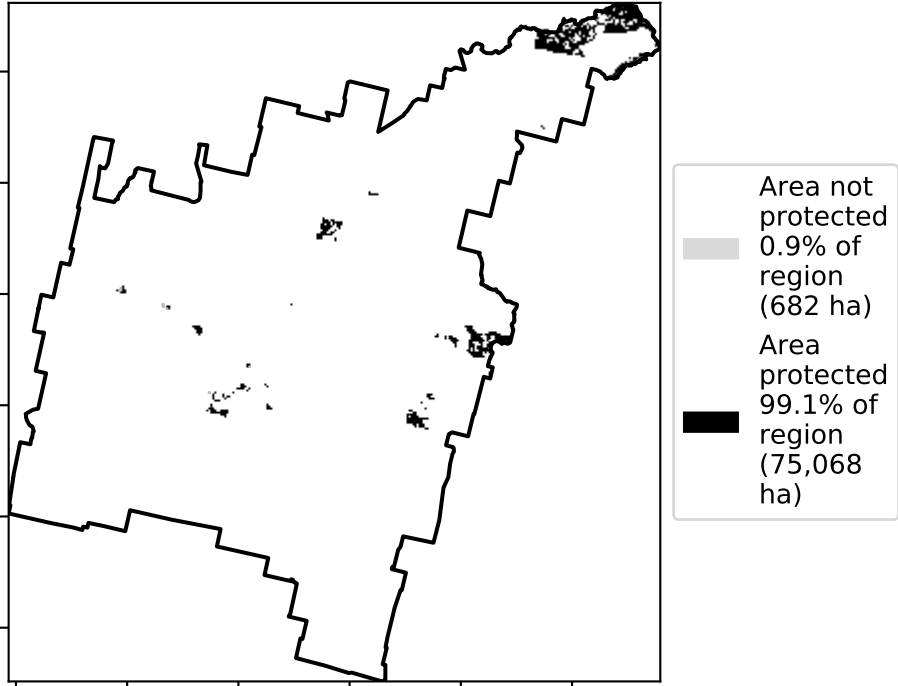 Area not
protected
0.9% of
region
(682 ha)
Area
protected
99.1% of
region
(75,068
ha)